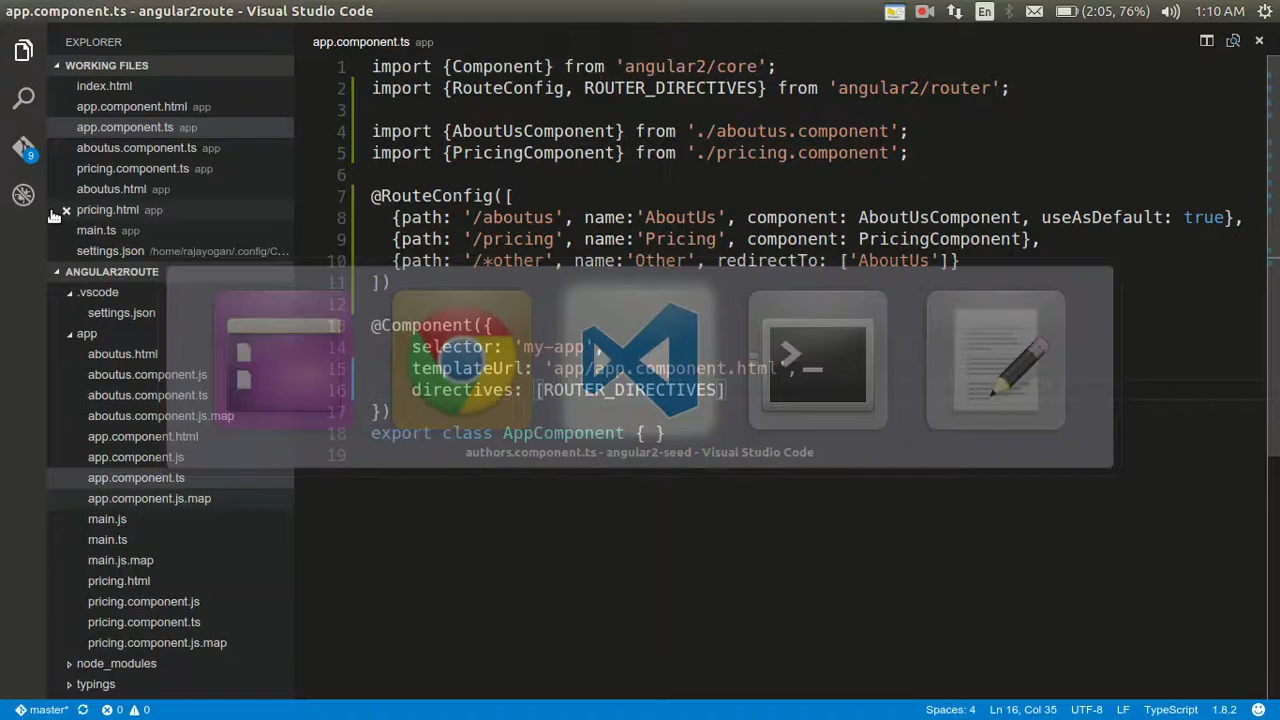 app.component.ts - angular2route - Visual Studio Code
En
(2:05, 76%)
1:10 AM
EXPLORER
WORKING FILES
index.html
app.component.html app
app.component.ts app
aboutus.component.ts app
pricing.component.ts app
aboutus.html app
pricing.html app
main.ts app
settings.json /home/rajayogan/.config/C...
ANGULAR2ROUTE
.vscode
settings.json
app
aboutus.html
aboutus.component.js
aboutus.component.ts
aboutus.component.js.map
app.component.html
app.component.js
app.component.ts
app.component.js.map
main.js
main.ts
main.js.map
pricing.html
pricing.component.js
pricing.component.ts
pricing.component.js.map
node_modules
typings
9
app.component.ts app
1 import {Component} from 'angular2/core';
2 import {RouteConfig, ROUTER_DIRECTIVES} from 'angular2/router';
3
4 import {AboutUsComponent} from './aboutus.component';
5 import {PricingComponent} from './pricing.component';
6
7 @RouteConfig([
8 {path: '/aboutus', name:'AboutUs', component: AboutUsComponent, useAsDefault: true},
9 {path: '/pricing', name:'Pricing', component: PricingComponent},
10 {path: '/*other', name:'Other', redirectTo: ['AboutUs']}
11 ])
12
13 @Component({
14 selector: 'my-app',
15 templateUrl: 'app/app.component.html',
16 directives: [ROUTER_DIRECTIVES]
17 })
18 export class AppComponent { }
19
authors.component.ts - angular2-seed - Visual Studio Code
master*
0
0
Spaces: 4
Ln 16, Col 35
UTF-8
LF
TypeScript
1.8.2